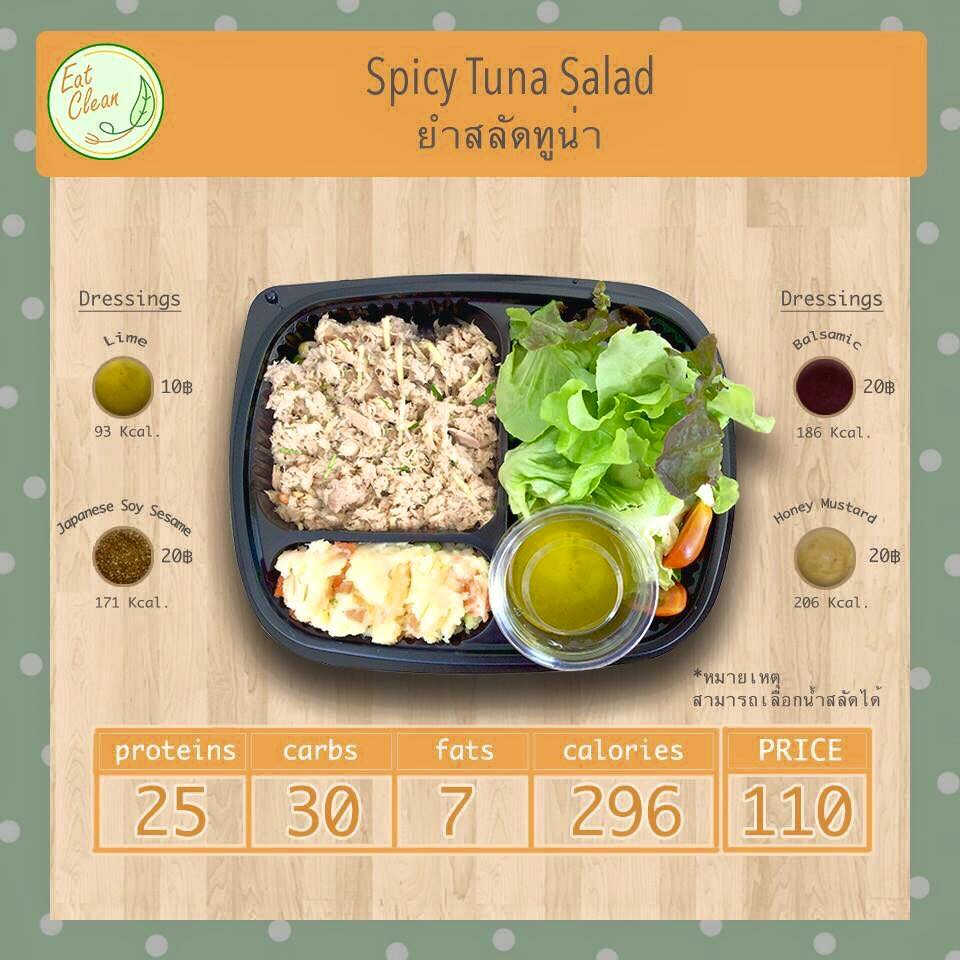 Eat
Clean
Spicy Tuna Salad
ยำสลัดทูน่า
Dressings
Lime
10฿
93 Kcal.
Japanese Soy Sesame
20฿
171 Kcal.
Dressings
Balsamic
20฿
186 Kcal.
Honey Mustard
20฿
206 Kcal.
*หมายเหตุ
สามารถเลือกน้ำสลัดได้
proteins carbs fats calories PRICE
25 30 7 296 110